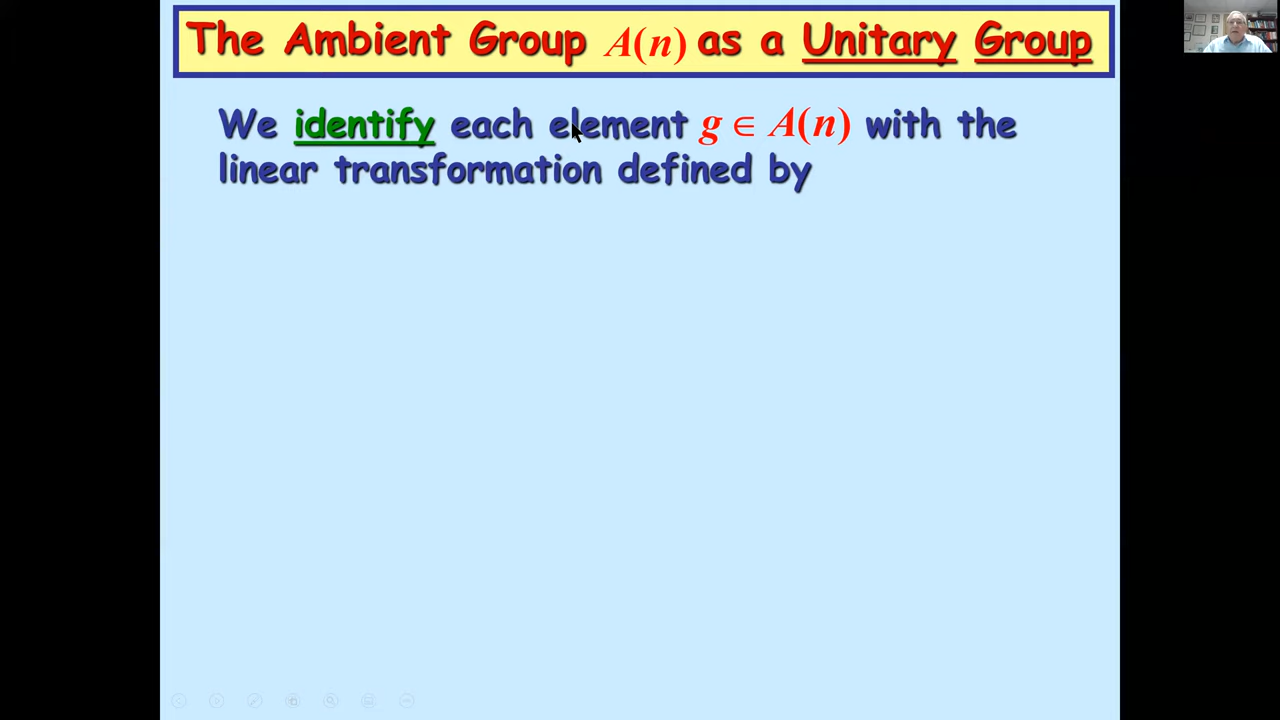 The Ambient Group A(n) as a Unitary Group
We identify each element g ∈ A(n) with the
linear transformation defined by